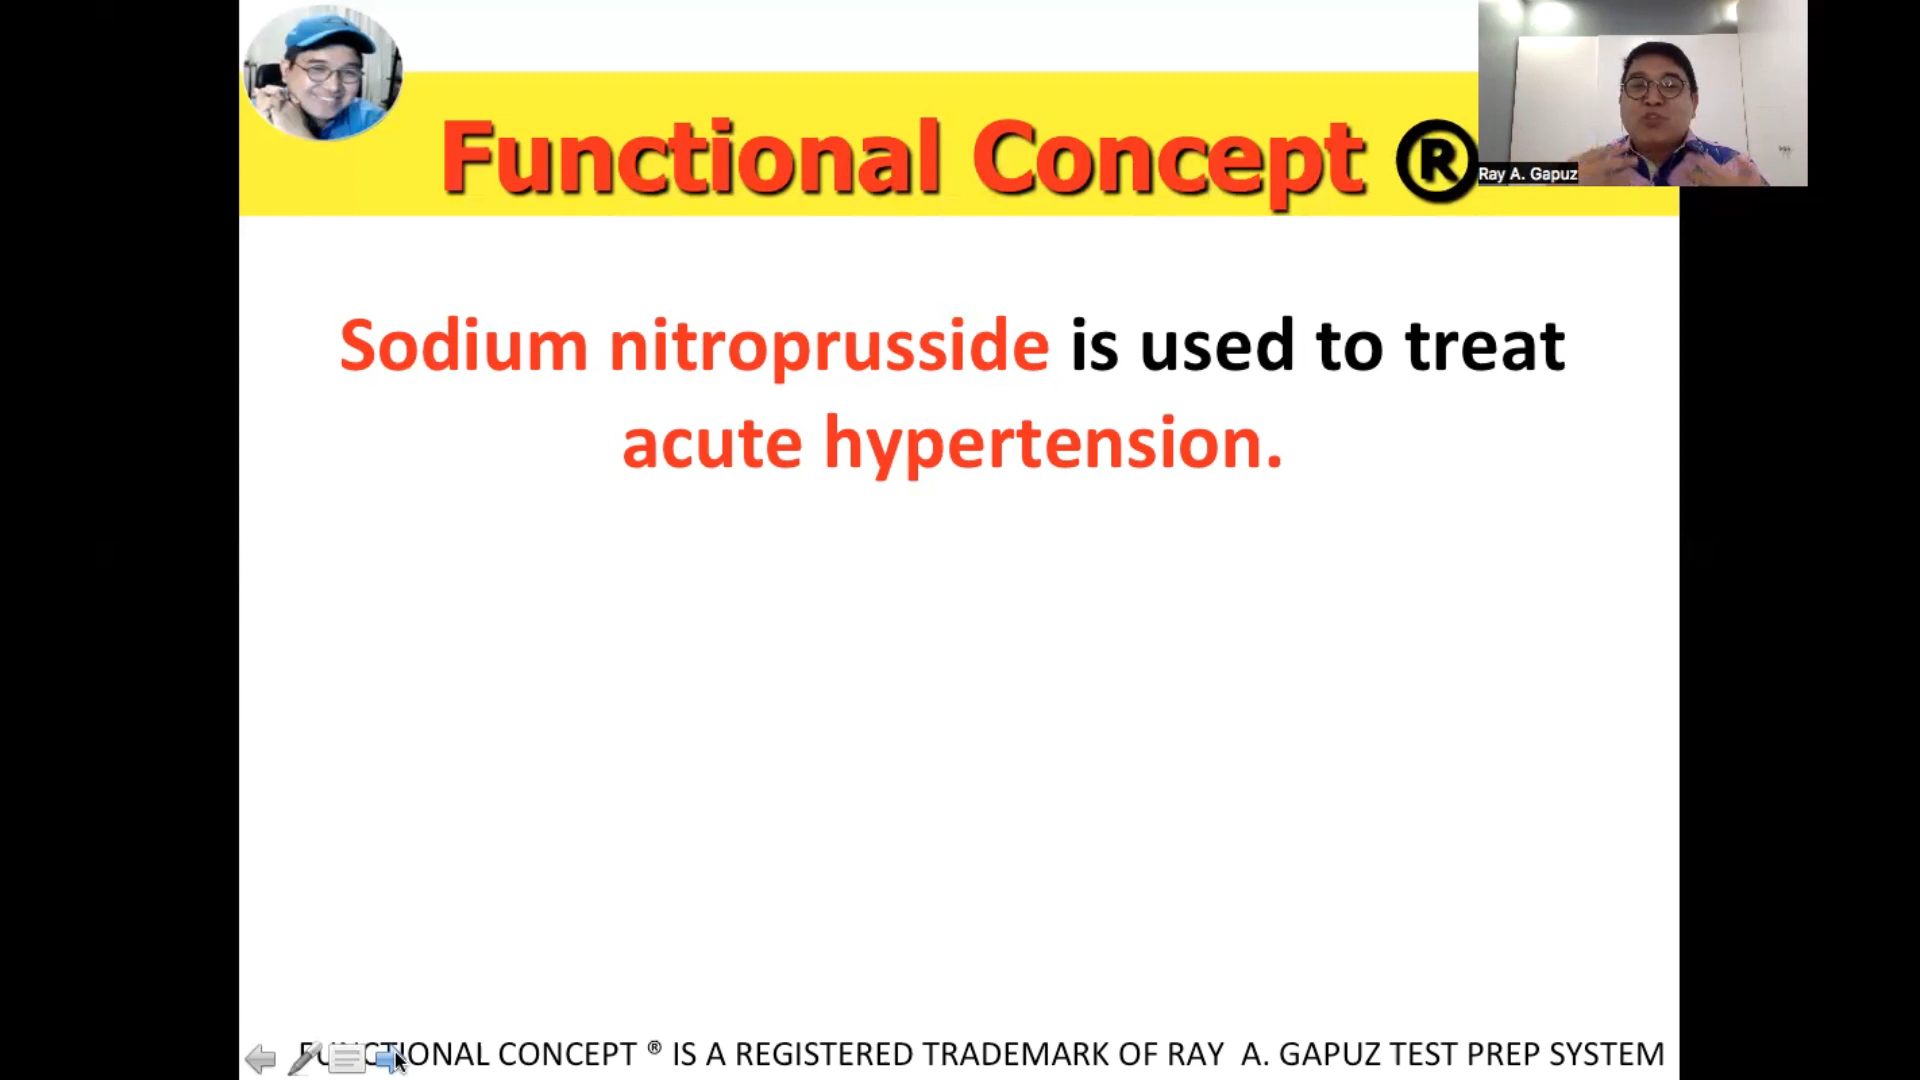 Functional Concept ®
Ray A. Gapuz
Sodium nitroprusside is used to treat
acute hypertension.
FUNCTIONAL CONCEPT ® IS A REGISTERED TRADEMARK OF RAY A. GAPUZ TEST PREP SYSTEM